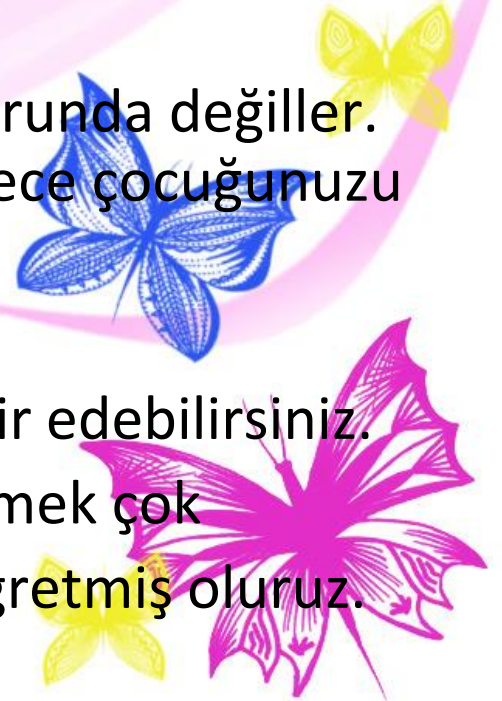 runda değiller.
ece çocuğunuzu
ir edebilirsiniz.
mek çok
ğretmiş oluruz.